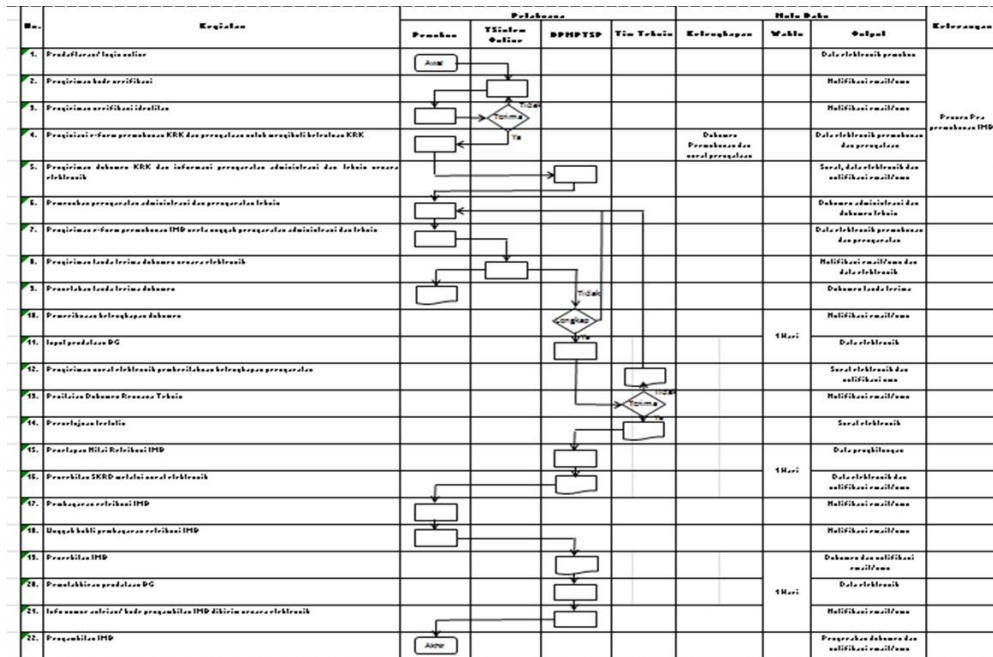 No. Kegiatan Pelaksana Mutu Baku Keterangan
Pemohon Online DPMPTSP Tim Teknis Kelengkapan Waktu Output
1. Pendaftaran/ login online Awal Data elektronik pemohon
2. Pengiriman kode verifikasi Notifikasi email/sms
3. Pengiriman verifikasi identitas Terima Tidak Notifikasi email/sms
Ya
Proses Pra
permohonan IMB
4. Pengisian e-form permohonan KRK dan pernyataan untuk mengikuti ketentuan KRK Dokumen
Permohonan dan
surat pernyataan
Data elektronik permohonan
dan pernyataan
5. Pengiriman dokumen KRK dan informasi persyaratan administrasi dan teknis secara
elektronik
Surat, data elektronik dan
notifikasi email/sms
6. Pemenuhan persyaratan administrasi dan persyaratan teknis Dokumen administrasi dan
dokumen teknis
7. Pengiriman e-form permohonan IMB serta unggah persyaratan administrasi dan teknis Data elektronik permohonan
dan persyaratan
8. Pengiriman tanda terima dokumen secara elektronik Notifikasi email/sms dan
data elektronik
9. Pencetakan tanda terima dokumen Tidak Dokumen tanda terima
10. Pemeriksaan kelengkapan dokumen Lengkap Notifikasi email/sms
Ya
1 Hari
11. Input pendataan BG Data elektronik
12. Pengiriman surat elektronik pemberitahuan kelengkapan persyaratan Surat elektronik dan
notifikasi sms
13. Penilaian Dokumen Rencana Teknis Terima Tidak Notifikasi email/sms
Ya
14. Persetujuan tertulis Surat elektronik
15. Penetapan Nilai Retribusi IMB Data penghitungan
1 Hari
16. Penerbitan SKRD melalui surat elektronik Data elektronik dan
notifikasi email/sms
17. Pembayaran retribusi IMB Notifikasi email/sms
18. Unggah bukti pembayaran retribusi IMB Notifikasi email/sms
19. Penerbitan IMB Dokumen dan notifikasi
email/sms
20. Pemutakhiran pendataan BG 1 Hari Data elektronik
21. Info nomor antrian/ kode pengambilan IMB dikirim secara elektronik Notifikasi email/sms
22. Pengambilan IMB Akhir Penyerahan dokumen dan
notifikasi email/sms